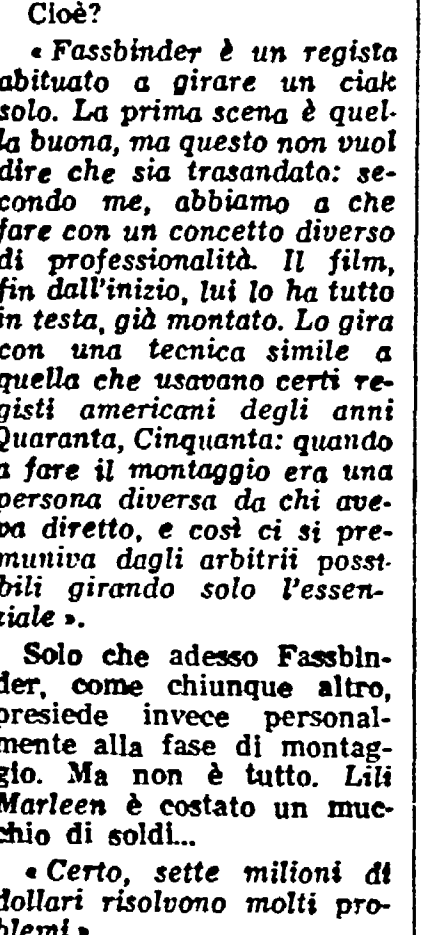 Cioè?
« Fassbinder è un regista
abituato a girare un ciak
solo. La prima scena è quel-
la buona, ma questo non vuol
dire che sia trasandato: se-
condo me, abbiamo a che
fare con un concetto diverso
di professionalità. Il film,
fin dall'inizio, lui lo ha tutto
in testa, già montato. Lo gira
con una tecnica simile a
quella che usavano certi re-
gisti americani degli anni
Quaranta, Cinquanta: quando
a fare il montaggio era una
persona diversa da chi ave-
va diretto, e così ci si pre-
muniva dagli arbitrii possi-
bili girando solo l'essen-
ziale ».
Solo che adesso Fassbin-
der, come chiunque altro,
presiede invece personal-
mente alla fase di montag-
gio. Ma non è tutto. Lili
Marleen è costato un muc-
chio di soldi...
« Certo, sette milioni di
dollari risolvono molti pro-
blemi »